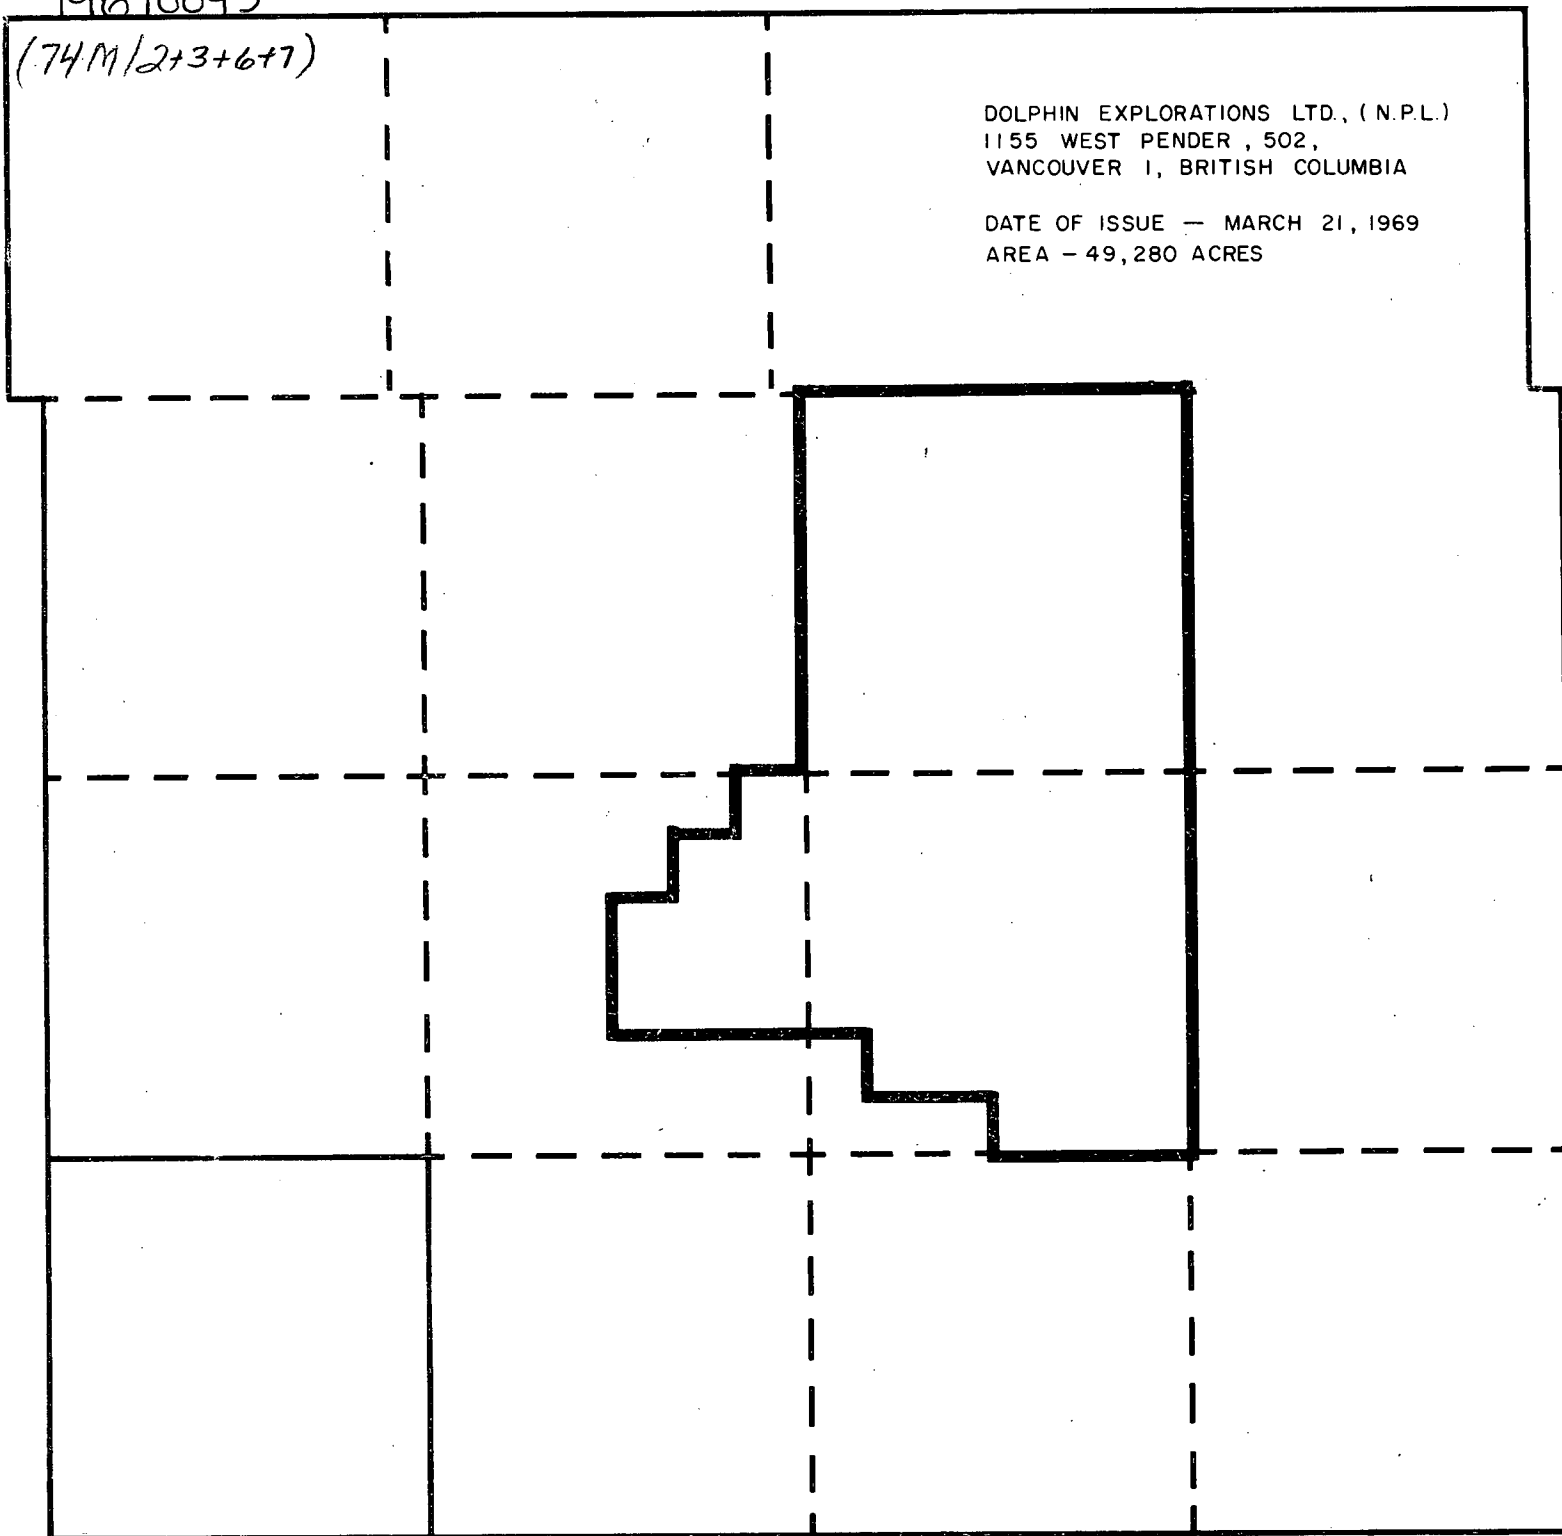 (74M/2+3+6+7)
DOLPHIN EXPLORATIONS LTD., (N.P.L.)
1155 WEST PENDER, 502,
VANCOUVER 1, BRITISH COLUMBIA
DATE OF ISSUE — MARCH 21, 1969
AREA - 49,280 ACRES